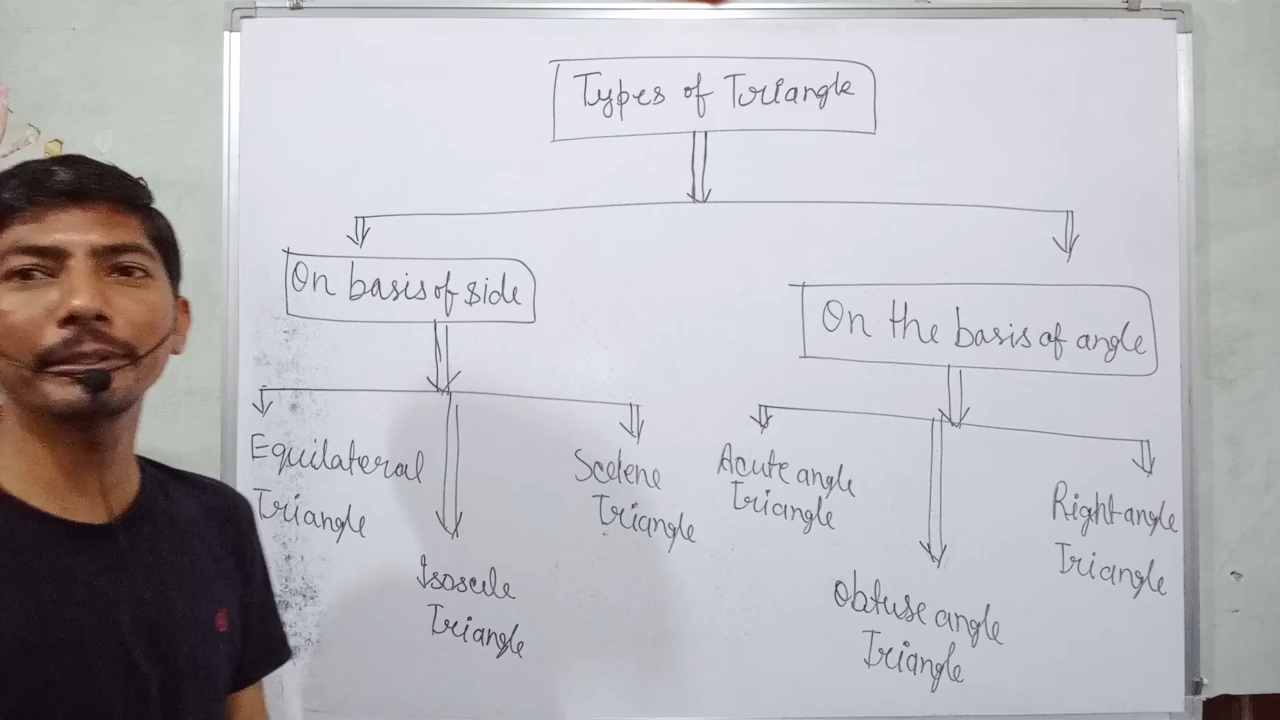 Types of Triangle
On basis of side
On the basis of angle
Equilateral
Triangle
Isoscele
Triangle
Scelene
Triangle
Acute angle
Triangle
Obtuse angle
Triangle
Right angle
Triangle